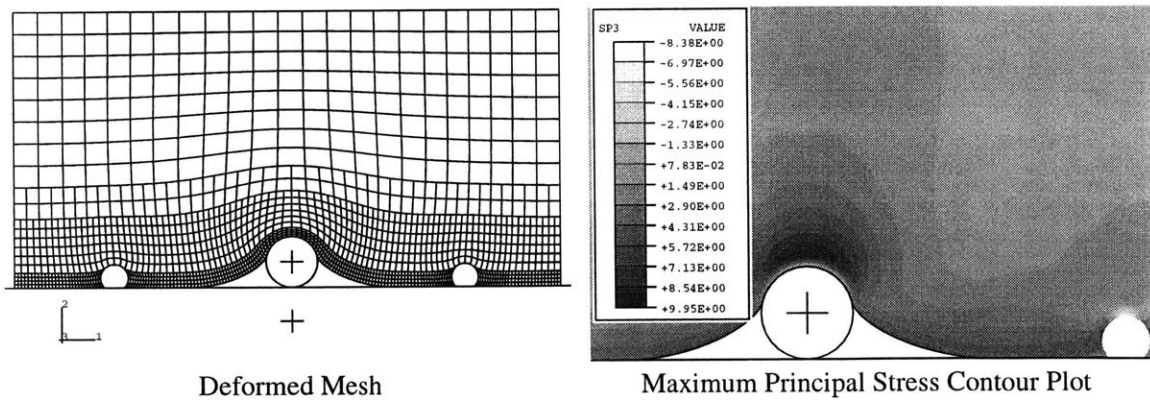 2
3 1
Deformed Mesh
SP3 VALUE
-8.38E+00
-6.97E+00
-5.56E+00
-4.15E+00
-2.74E+00
-1.33E+00
+7.83E-02
+1.49E+00
+2.90E+00
+4.31E+00
+5.72E+00
+7.13E+00
+8.54E+00
+9.95E+00
Maximum Principal Stress Contour Plot